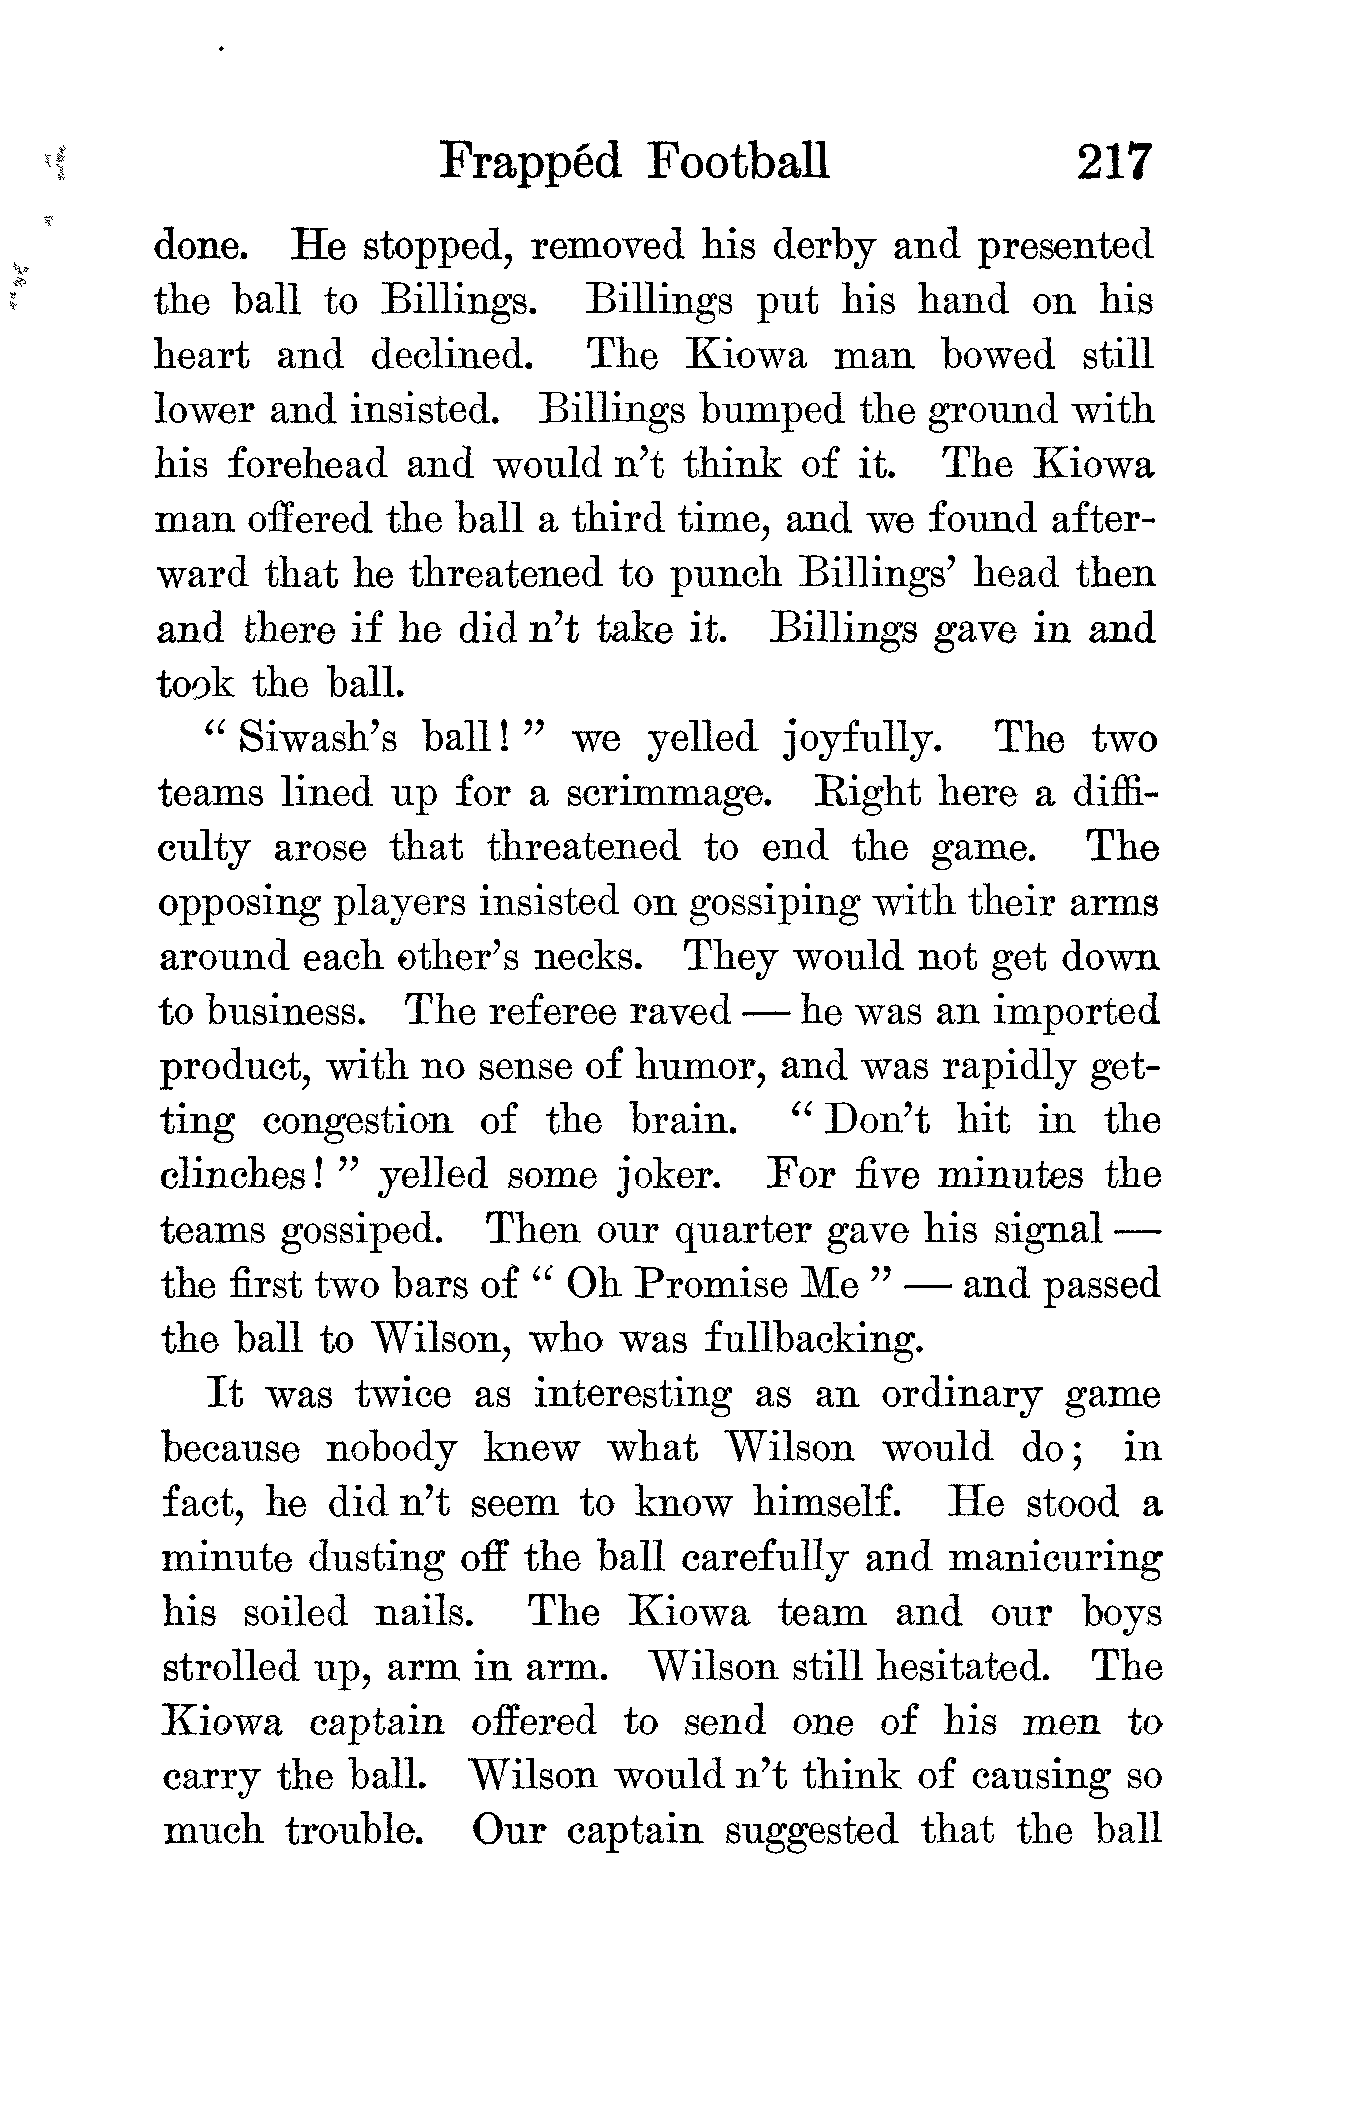 Frappéd Football 217
done. He stopped, removed his derby and presented
the ball to Billings. Billings put his hand on his
heart and declined. The Kiowa man bowed still
lower and insisted. Billings bumped the ground with
his forehead and would n't think of it. The Kiowa
man offered the ball a third time, and we found after-
ward that he threatened to punch Billings' head then
and there if he did n't take it. Billings gave in and
took the ball.
“ Siwash's ball! ” we yelled joyfully. The two
teams lined up for a scrimmage. Right here a diffi-
culty arose that threatened to end the game. The
opposing players insisted on gossiping with their arms
around each other's necks. They would not get down
to business. The referee raved — he was an imported
product, with no sense of humor, and was rapidly get-
ting congestion of the brain. “ Don't hit in the
clinches! ” yelled some joker. For five minutes the
teams gossiped. Then our quarter gave his signal —
the first two bars of “ Oh Promise Me ” — and passed
the ball to Wilson, who was fullbacking.
It was twice as interesting as an ordinary game
because nobody knew what Wilson would do; in
fact, he did n't seem to know himself. He stood a
minute dusting off the ball carefully and manicuring
his soiled nails. The Kiowa team and our boys
strolled up, arm in arm. Wilson still hesitated. The
Kiowa captain offered to send one of his men to
carry the ball. Wilson would n't think of causing so
much trouble. Our captain suggested that the ball